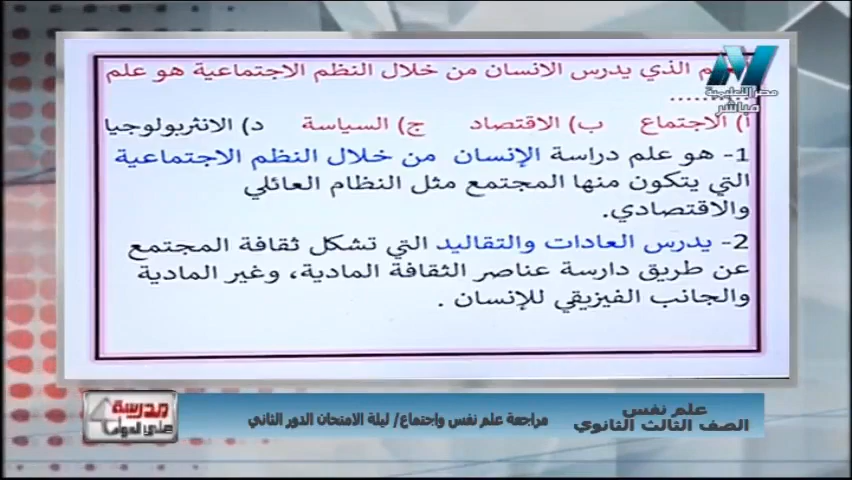 م الذي يدرس الانسان من خلال النظم الاجتماعية هو علم
..........
أ) الاجتماع ب) الاقتصاد ج) السياسة د) الانثربولوجيا
1- هو علم دراسة الإنسان من خلال النظم الاجتماعية
التي يتكون منها المجتمع مثل النظام العائلي
والاقتصادي.
2- يدرس العادات والتقاليد التي تشكل ثقافة المجتمع
عن طريق دارسة عناصر الثقافة المادية، وغير المادية
والجانب الفيزيقي للإنسان .
مصر التعليمية
مباشر
علم نفس
الصف الثالث الثانوي
مراجعة علم نفس واجتماع/ ليلة الامتحان الدور الثاني
مدرسة
على الهواء